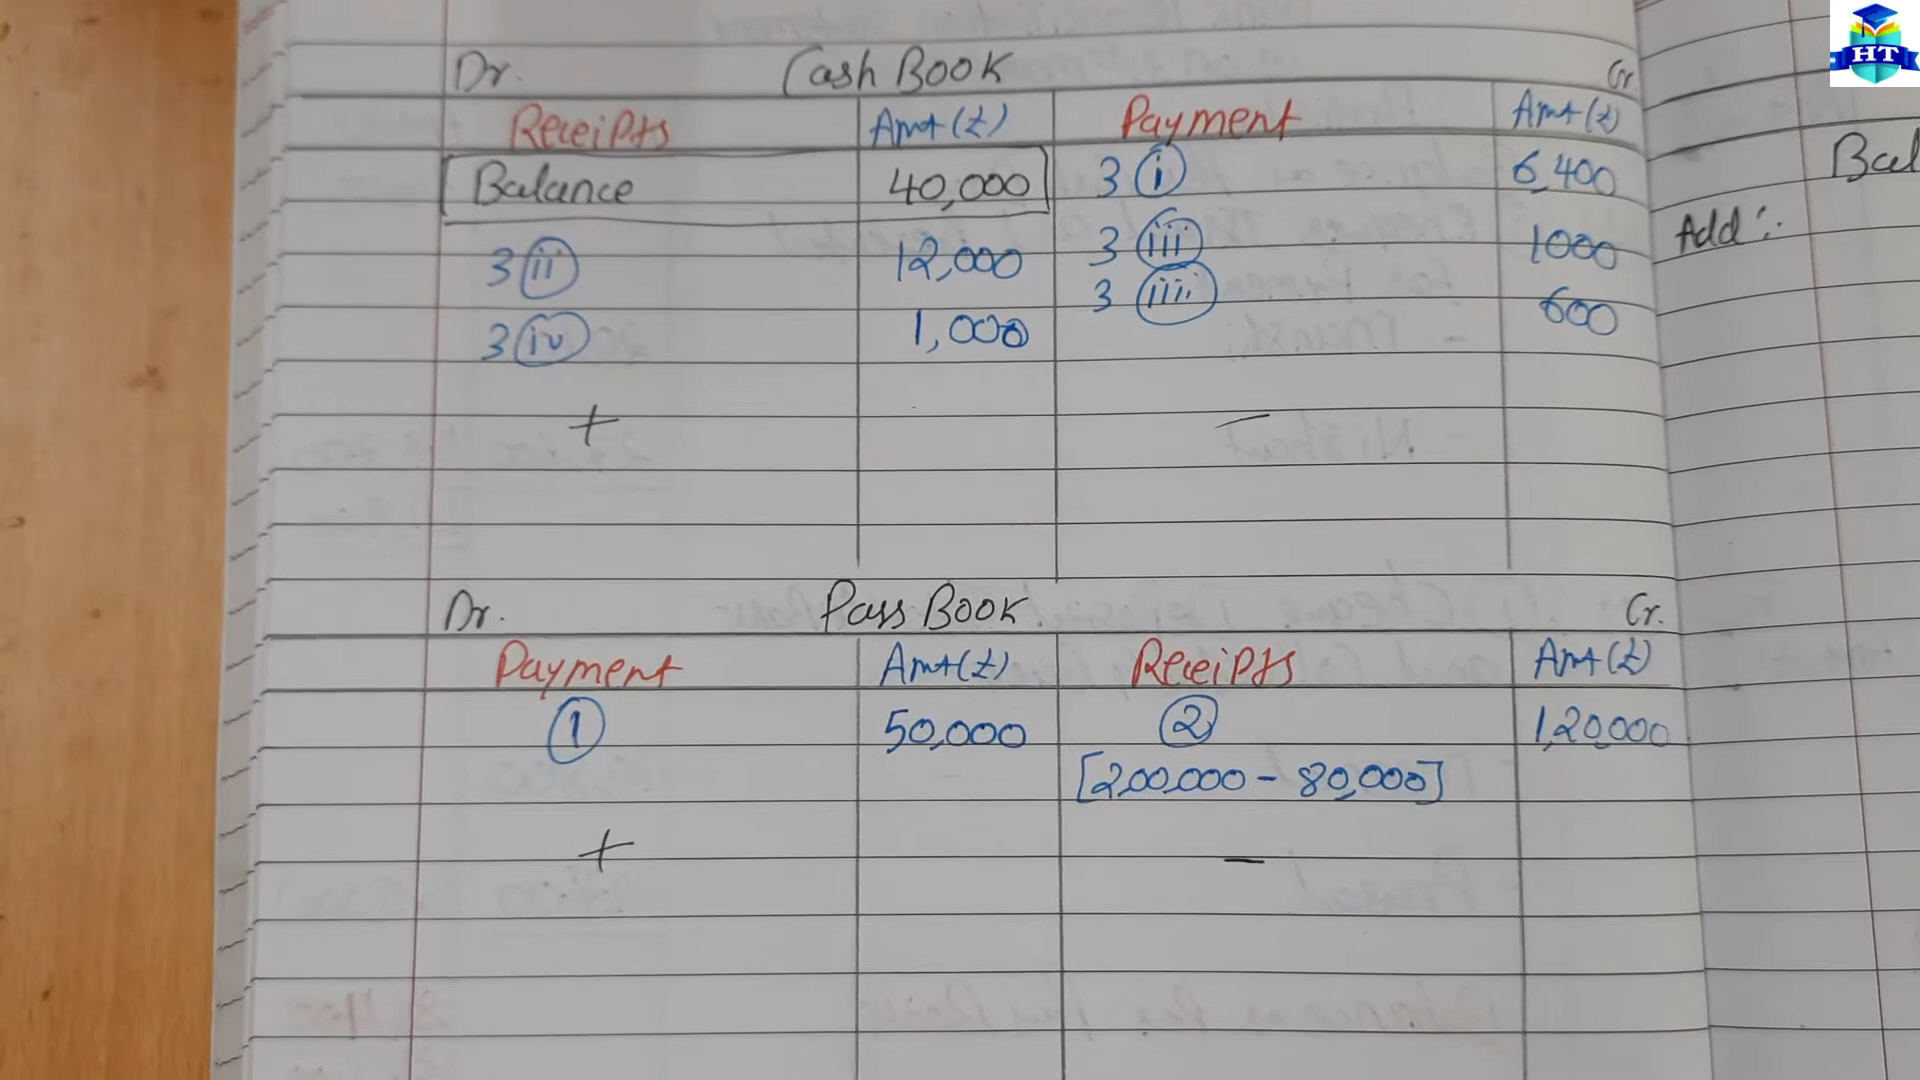 HT
Dr. Cash BOOK Cr.
Receipts Amt(₹) Payment Amt(₹)
Balance 40,000 3 (i) 6,400
3 (ii) 12,000 3 (iii) 1000
3 (iv) 1,000 3 (iii) 600
+ −
Dr. Pass BOOK Cr.
Payment Amt(₹) Receipts Amt(₹)
① 50,000 ② 1,20,000
[200,000 - 80,000]
+ −
Bal
Add :-